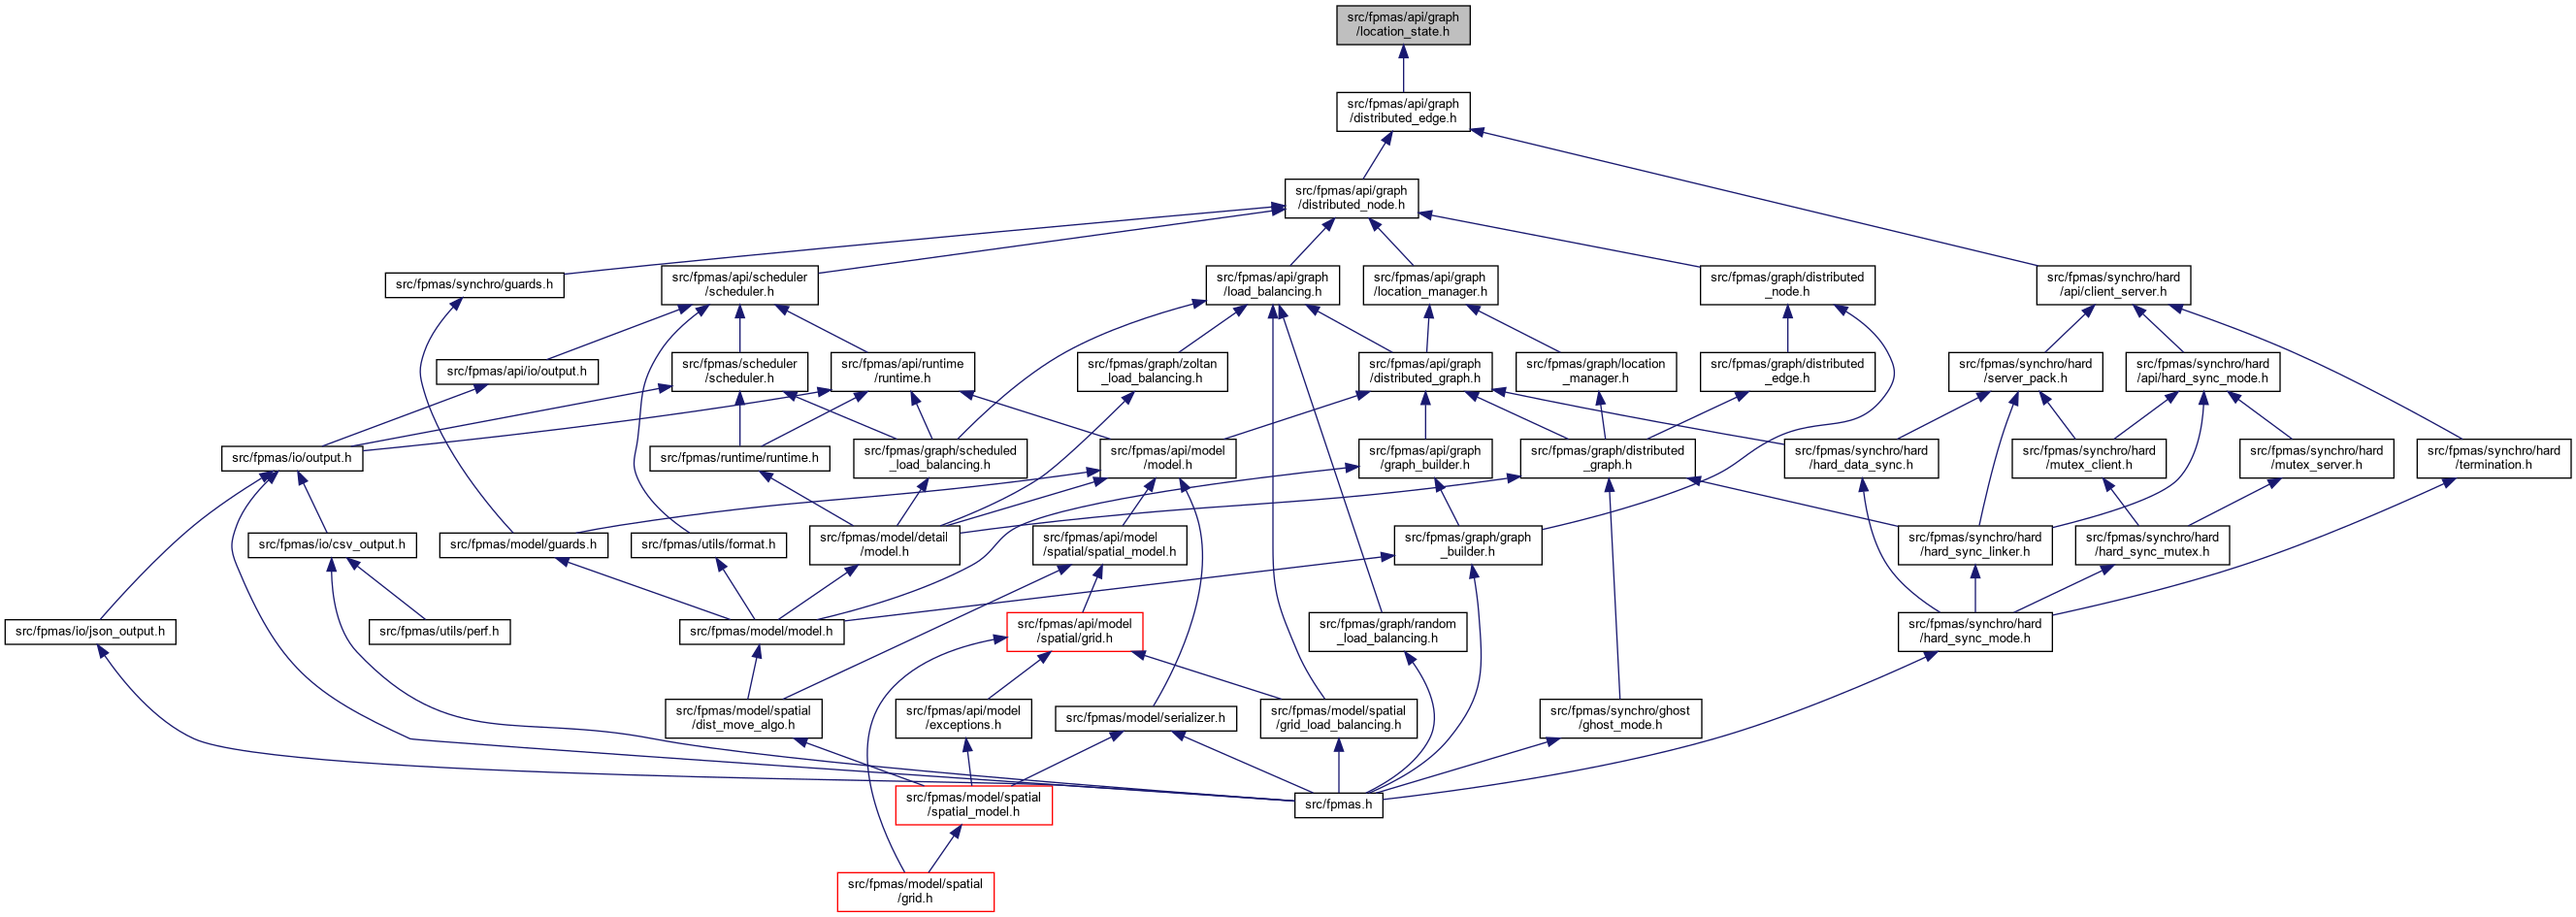 src/fpmas/api/graph
/location_state.h
src/fpmas/api/graph
/distributed_edge.h
src/fpmas/api/graph
/distributed_node.h
src/fpmas/synchro/guards.h
src/fpmas/api/scheduler
/scheduler.h
src/fpmas/api/graph
/load_balancing.h
src/fpmas/api/graph
/location_manager.h
src/fpmas/graph/distributed
_node.h
src/fpmas/synchro/hard
/api/client_server.h
src/fpmas/api/io/output.h
src/fpmas/scheduler
/scheduler.h
src/fpmas/api/runtime
/runtime.h
src/fpmas/graph/zoltan
_load_balancing.h
src/fpmas/api/graph
/distributed_graph.h
src/fpmas/graph/location
_manager.h
src/fpmas/graph/distributed
_edge.h
src/fpmas/synchro/hard
/server_pack.h
src/fpmas/synchro/hard
/api/hard_sync_mode.h
src/fpmas/io/output.h
src/fpmas/runtime/runtime.h
src/fpmas/graph/scheduled
_load_balancing.h
src/fpmas/api/model
/model.h
src/fpmas/api/graph
/graph_builder.h
src/fpmas/graph/distributed
_graph.h
src/fpmas/synchro/hard
/hard_data_sync.h
src/fpmas/synchro/hard
/mutex_client.h
src/fpmas/synchro/hard
/mutex_server.h
src/fpmas/synchro/hard
/termination.h
src/fpmas/io/csv_output.h
src/fpmas/model/guards.h
src/fpmas/utils/format.h
src/fpmas/model/detail
/model.h
src/fpmas/api/model
/spatial/spatial_model.h
src/fpmas/graph/graph
_builder.h
src/fpmas/synchro/hard
/hard_sync_linker.h
src/fpmas/synchro/hard
/hard_sync_mutex.h
src/fpmas/io/json_output.h
src/fpmas/utils/perf.h
src/fpmas/model/model.h
src/fpmas/api/model
/spatial/grid.h
src/fpmas/graph/random
_load_balancing.h
src/fpmas/synchro/hard
/hard_sync_mode.h
src/fpmas/model/spatial
/dist_move_algo.h
src/fpmas/api/model
/exceptions.h
src/fpmas/model/serializer.h
src/fpmas/model/spatial
/grid_load_balancing.h
src/fpmas/synchro/ghost
/ghost_mode.h
src/fpmas/model/spatial
/spatial_model.h
src/fpmas.h
src/fpmas/model/spatial
/grid.h